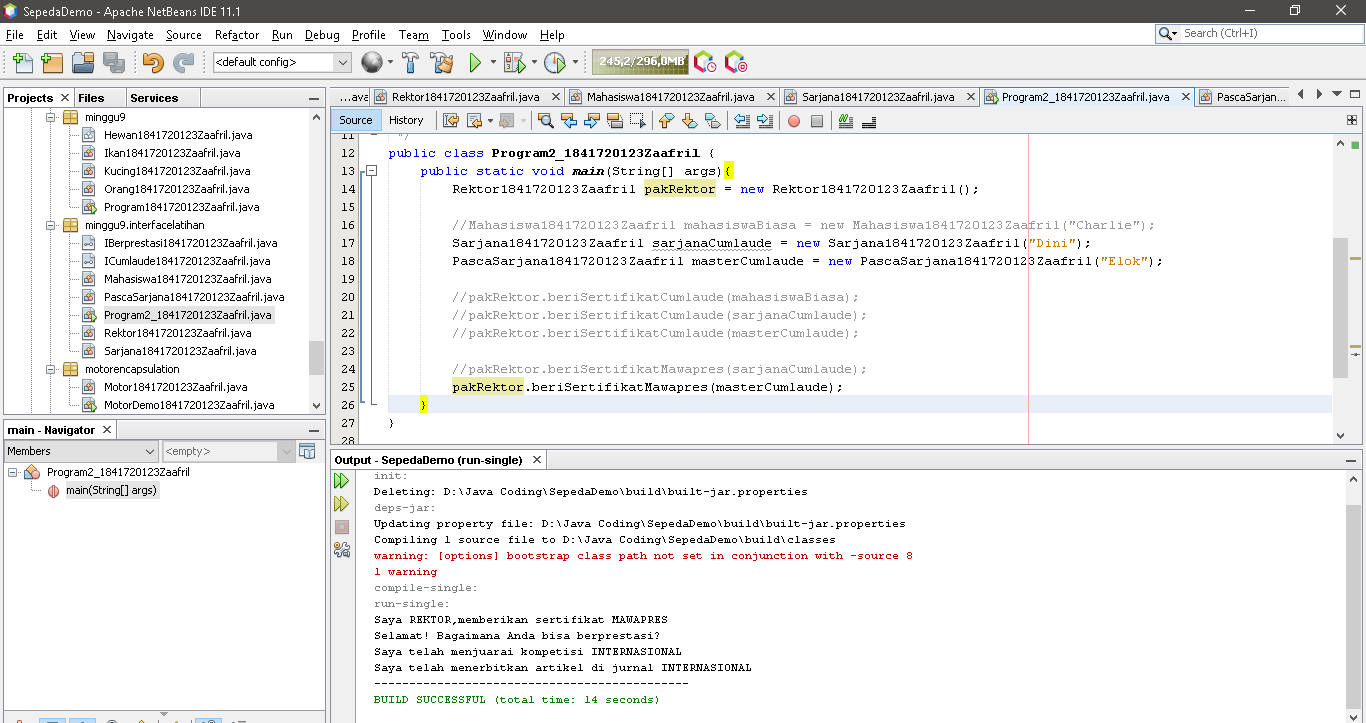 SepedaDemo - Apache NetBeans IDE 11.1
File Edit View Navigate Source Refactor Run Debug Profile Team Tools Window Help
Search (Ctrl+I)
<default config>
245,2/296,0MB
Projects Files Services
minggu9
Hewan1841720123Zaafril.java
Ikan1841720123Zaafril.java
Kucing1841720123Zaafril.java
Orang1841720123Zaafril.java
Program1841720123Zaafril.java
minggu9.interfacelatihan
IBerprestasi1841720123Zaafril.java
ICumlaude1841720123Zaafril.java
Mahasiswa1841720123Zaafril.java
PascaSarjana1841720123Zaafril.java
Program2_1841720123Zaafril.java
Rektor1841720123Zaafril.java
Sarjana1841720123Zaafril.java
motorencapsulation
Motor1841720123Zaafril.java
MotorDemo1841720123Zaafril.java
main - Navigator
Members
<empty>
Program2_1841720123Zaafril
main(String[] args)
...ava Rektor1841720123Zaafril.java Mahasiswa1841720123Zaafril.java Sarjana1841720123Zaafril.java Program2_1841720123Zaafril.java PascaSarjan...
Source History
11 */
12 public class Program2_1841720123Zaafril {
13 public static void main(String[] args){
14 Rektor1841720123Zaafril pakRektor = new Rektor1841720123Zaafril();
15
16 //Mahasiswa1841720123Zaafril mahasiswaBiasa = new Mahasiswa1841720123Zaafril("Charlie");
17 Sarjana1841720123Zaafril sarjanaCumlaude = new Sarjana1841720123Zaafril("Dini");
18 PascaSarjana1841720123Zaafril masterCumlaude = new PascaSarjana1841720123Zaafril("Elok");
19
20 //pakRektor.beriSertifikatCumlaude(mahasiswaBiasa);
21 //pakRektor.beriSertifikatCumlaude(sarjanaCumlaude);
22 //pakRektor.beriSertifikatCumlaude(masterCumlaude);
23
24 //pakRektor.beriSertifikatMawapres(sarjanaCumlaude);
25 pakRektor.beriSertifikatMawapres(masterCumlaude);
26 }
27 }
28
Output - SepedaDemo (run-single)
init:
Deleting: D:\Java Coding\SepedaDemo\build\built-jar.properties
deps-jar:
Updating property file: D:\Java Coding\SepedaDemo\build\built-jar.properties
Compiling 1 source file to D:\Java Coding\SepedaDemo\build\classes
warning: [options] bootstrap class path not set in conjunction with -source 8
1 warning
compile-single:
run-single:
Saya REKTOR,memberikan sertifikat MAWAPRES
Selamat! Bagaimana Anda bisa berprestasi?
Saya telah menjuarai kompetisi INTERNASIONAL
Saya telah menerbitkan artikel di jurnal INTERNASIONAL
---------------------------------------------
BUILD SUCCESSFUL (total time: 14 seconds)